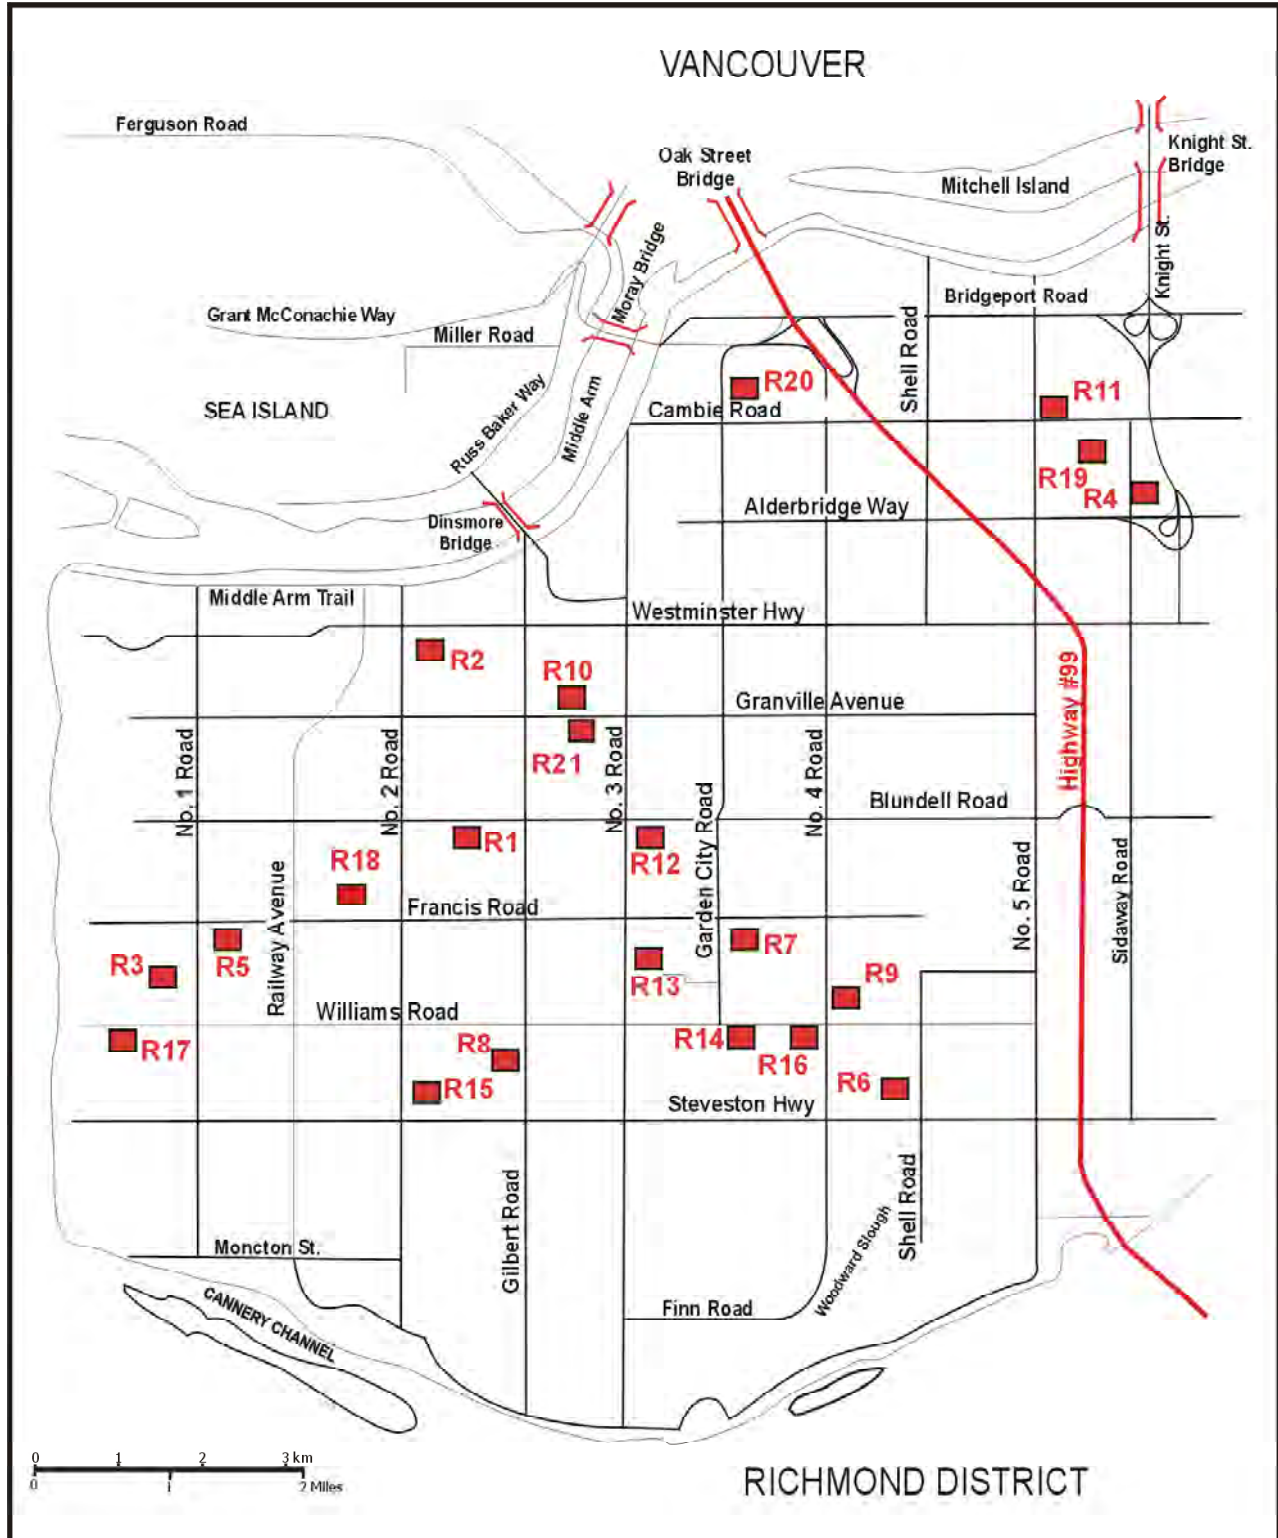 VANCOUVER
Ferguson Road
Oak Street
Bridge
Knight St.
Bridge
Mitchell Island
Moray Bridge
Knight St.
Bridgeport Road
Grant McConachie Way
Miller Road
Shell Road
R20
R11
SEA ISLAND
Cambie Road
Russ Baker Way
Middle Arm
R19
R4
Alderbridge Way
Dinsmore
Bridge
Middle Arm Trail
Westminster Hwy
R2
R10
Highway #99
Granville Avenue
No. 1 Road
No. 2 Road
R21
No. 3 Road
No. 4 Road
Garden City Road
Blundell Road
R1
R12
R18
No. 5 Road
Sidaway Road
Railway Avenue
Francis Road
R3
R5
R7
R13
R9
Williams Road
R17
R8
R14
R16
R15
R6
Steveston Hwy
Gilbert Road
Shell Road
Woodward Slough
Moncton St.
CANNERY CHANNEL
Finn Road
0 1 2 3 km
0 1 2 Miles
RICHMOND DISTRICT